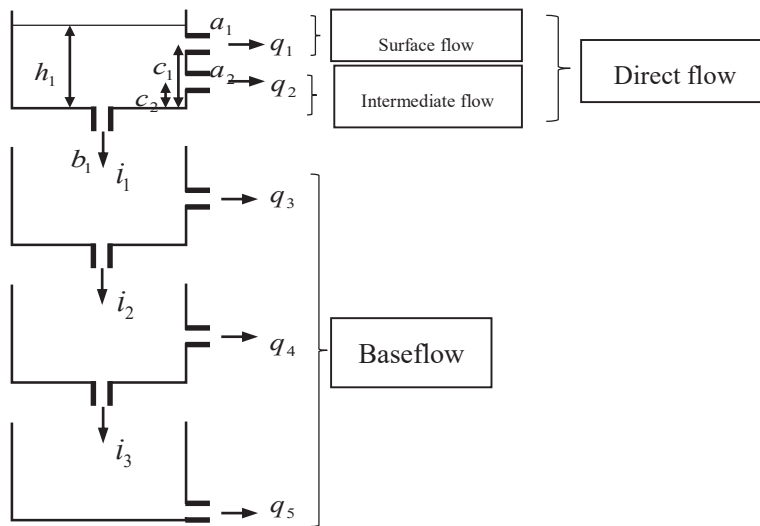 a₁
q₁
Surface flow
h₁
c₁
a₂
q₂
c₂
Intermediate flow
Direct flow
b₁
i₁
q₃
i₂
q₄
Baseflow
i₃
q₅